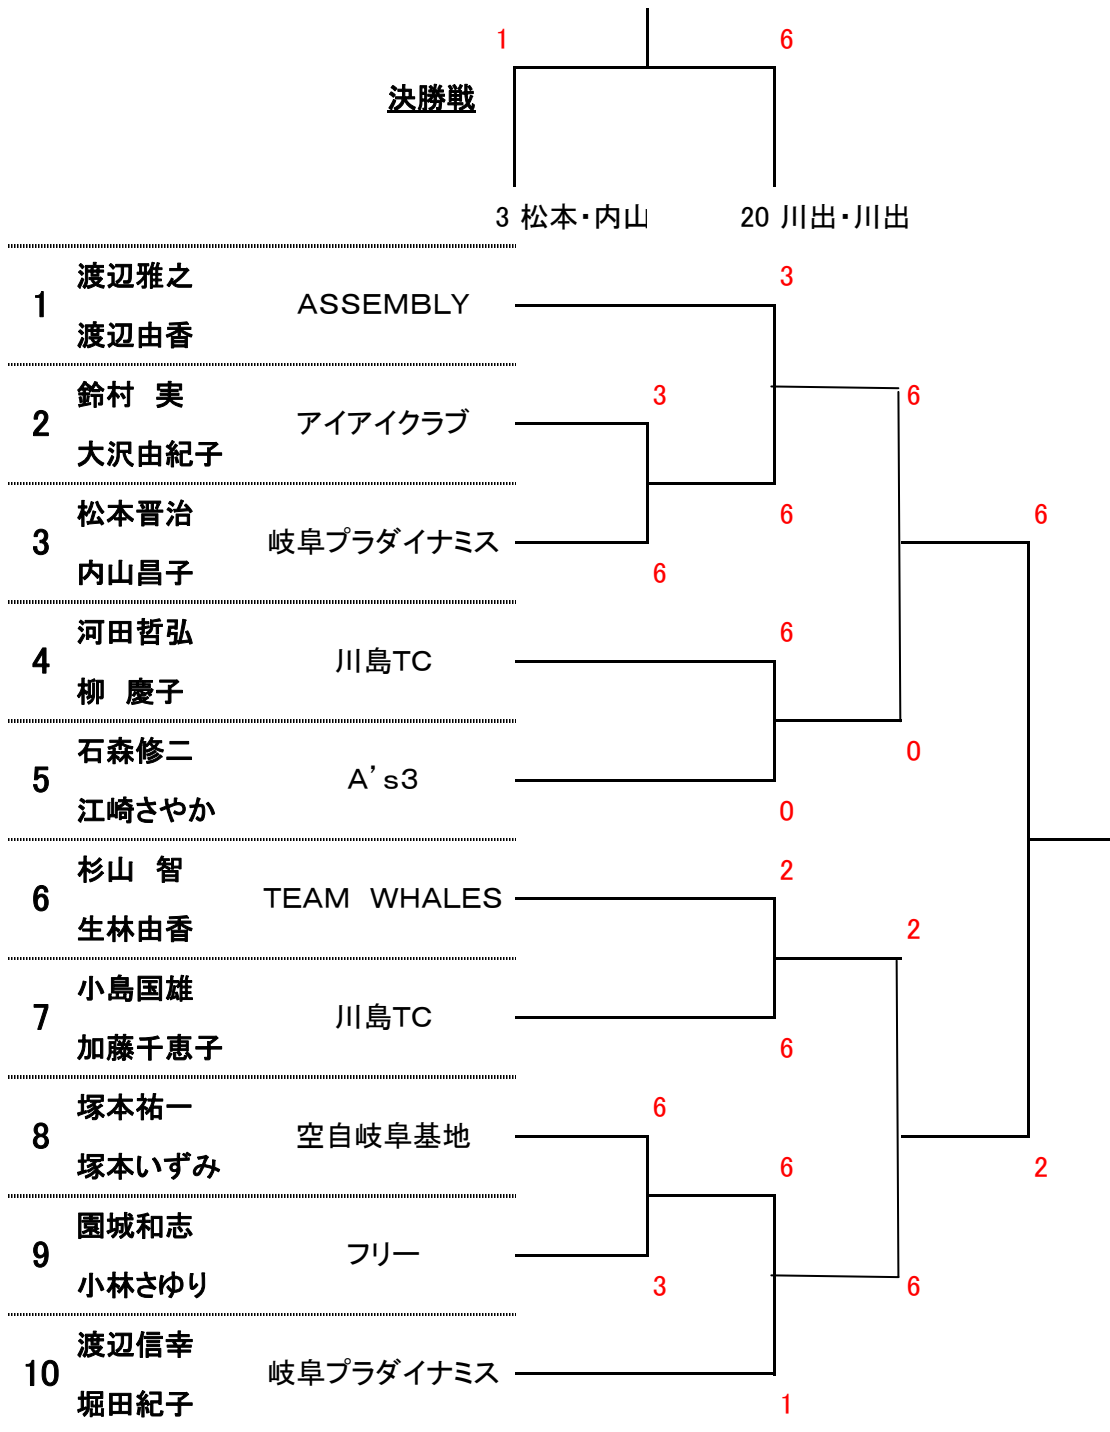 1 6
決勝戦
3 松本・内山 20 川出・川出
渡辺雅之 3
1 ASSEMBLY
渡辺由香
鈴村　実 3 6
2 アイアイクラブ
大沢由紀子
松本晋治 6 6
3 岐阜プラダイナミス
内山昌子 6
河田哲弘 6
4 川島TC
柳　慶子
石森修二 0
5 A’s3
江崎さやか 0
杉山　智 2
6 TEAM　WHALES
生林由香 2
小島国雄
7 川島TC
加藤千恵子 6
塚本祐一 6
8 空自岐阜基地
塚本いずみ 6 2
園城和志
9 フリー
小林さゆり 3 6
渡辺信幸
10 岐阜プラダイナミス
堀田紀子 1